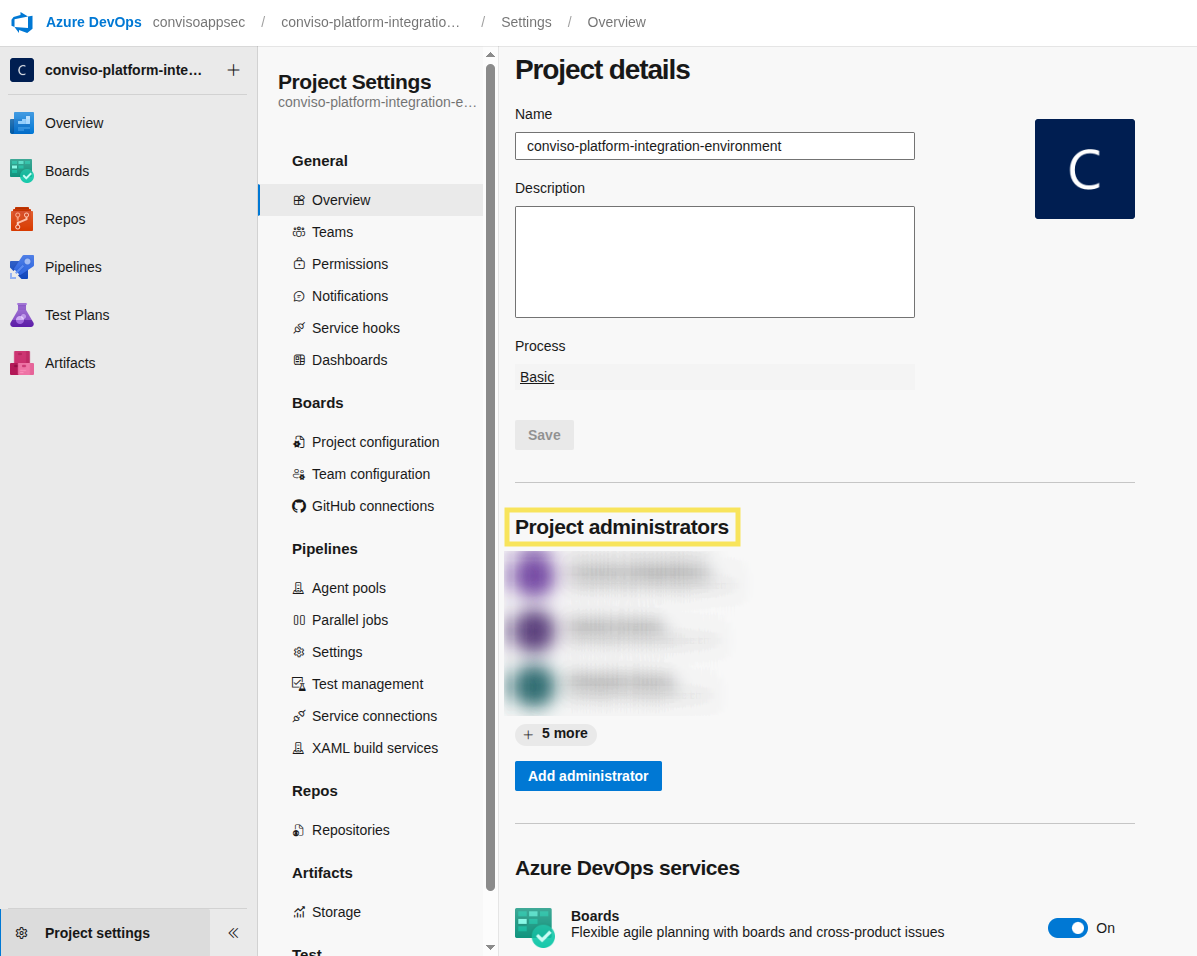 Azure DevOps convisoappsec / conviso-platform-integratio… / Settings / Overview
C conviso-platform-inte… +
Overview
Boards
Repos
Pipelines
Test Plans
Artifacts
Project settings
Project Settings
conviso-platform-integration-e…
General
Overview
Teams
Permissions
Notifications
Service hooks
Dashboards
Boards
Project configuration
Team configuration
GitHub connections
Pipelines
Agent pools
Parallel jobs
Settings
Test management
Service connections
XAML build services
Repos
Repositories
Artifacts
Storage
Test
Project details
Name
conviso-platform-integration-environment
C
Description
Process
Basic
Save
Project administrators
+ 5 more
Add administrator
Azure DevOps services
Boards
Flexible agile planning with boards and cross-product issues
On